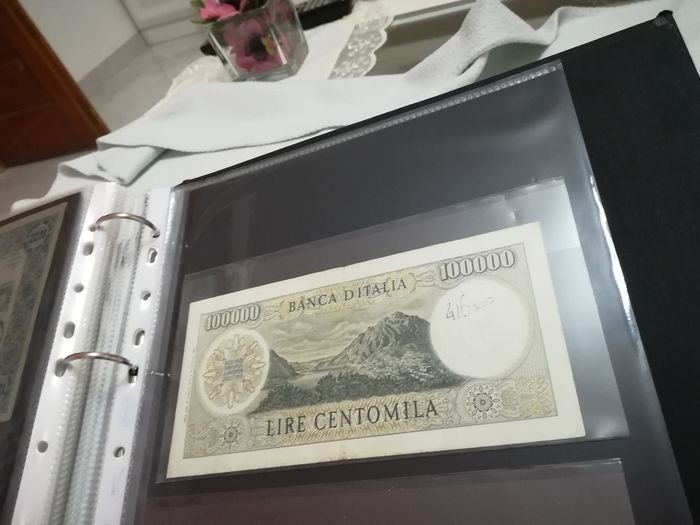 100000
BANCA D'ITALIA
100000
LIRE CENTOMILA